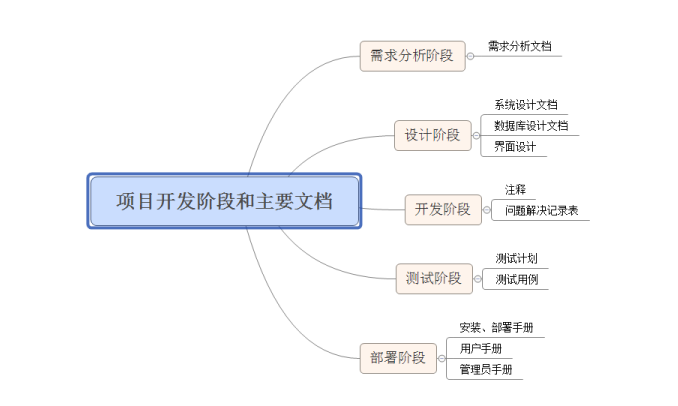 项目开发阶段和主要文档
需求分析阶段
需求分析文档
设计阶段
系统设计文档
数据库设计文档
界面设计
开发阶段
注释
问题解决记录表
测试阶段
测试计划
测试用例
部署阶段
安装、部署手册
用户手册
管理员手册